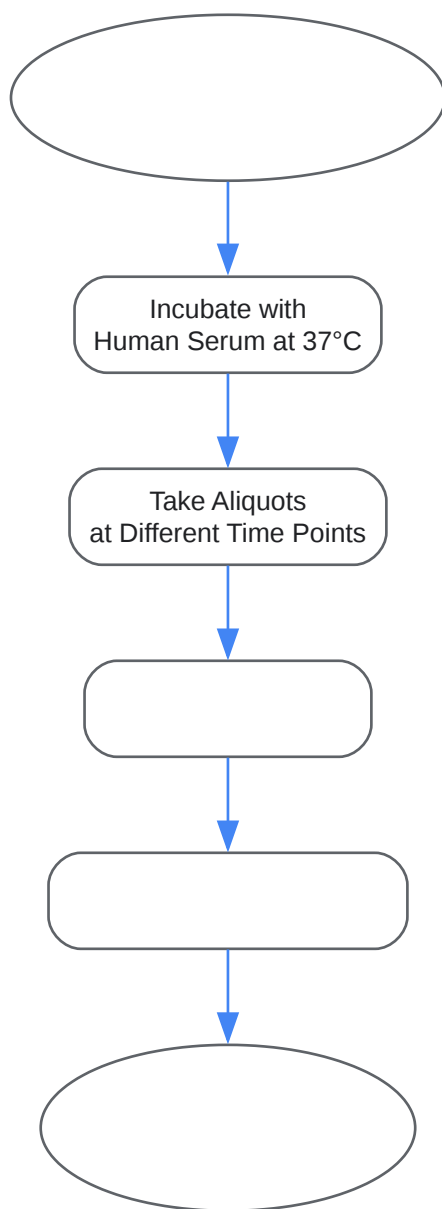 Incubate with
Human Serum at 37°C
Take Aliquots
at Different Time Points